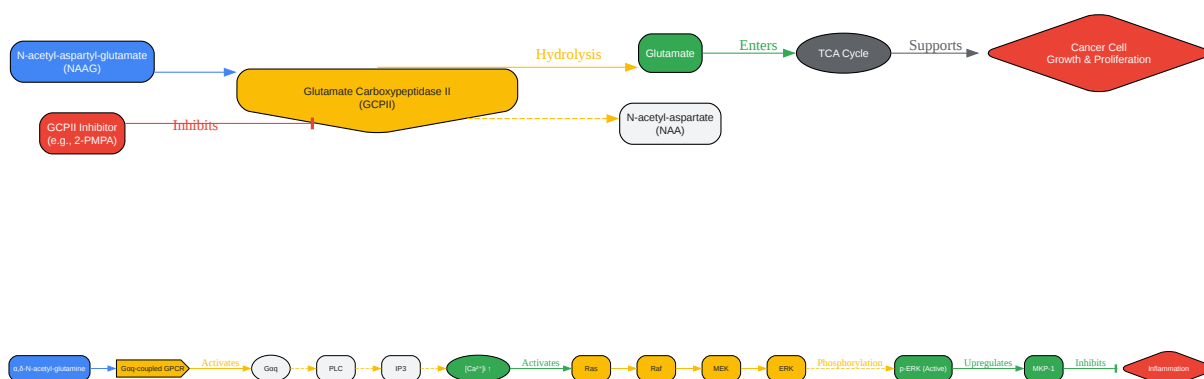 N-acetyl-aspartyl-glutamate
(NAAG)
GCPII Inhibitor
(e.g., 2-PMPA)
Inhibits
Glutamate Carboxypeptidase II
(GCPII)
Hydrolysis
Glutamate
Enters
TCA Cycle
Supports
Cancer Cell
Growth & Proliferation
N-acetyl-aspartate
(NAA)
α,δ-N-acetyl-glutamine
Gαq-coupled GPCR
Activates
Gαq
PLC
IP3
[Ca²⁺]i ↑
Activates
Ras
Raf
MEK
ERK
Phosphorylation
p-ERK (Active)
Upregulates
MKP-1
Inhibits
Inflammation